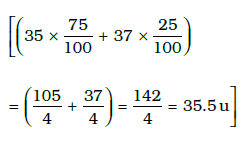 [(35 × 75/100 + 37 × 25/100)
= (105/4 + 37/4) = 142/4 = 35.5 u]